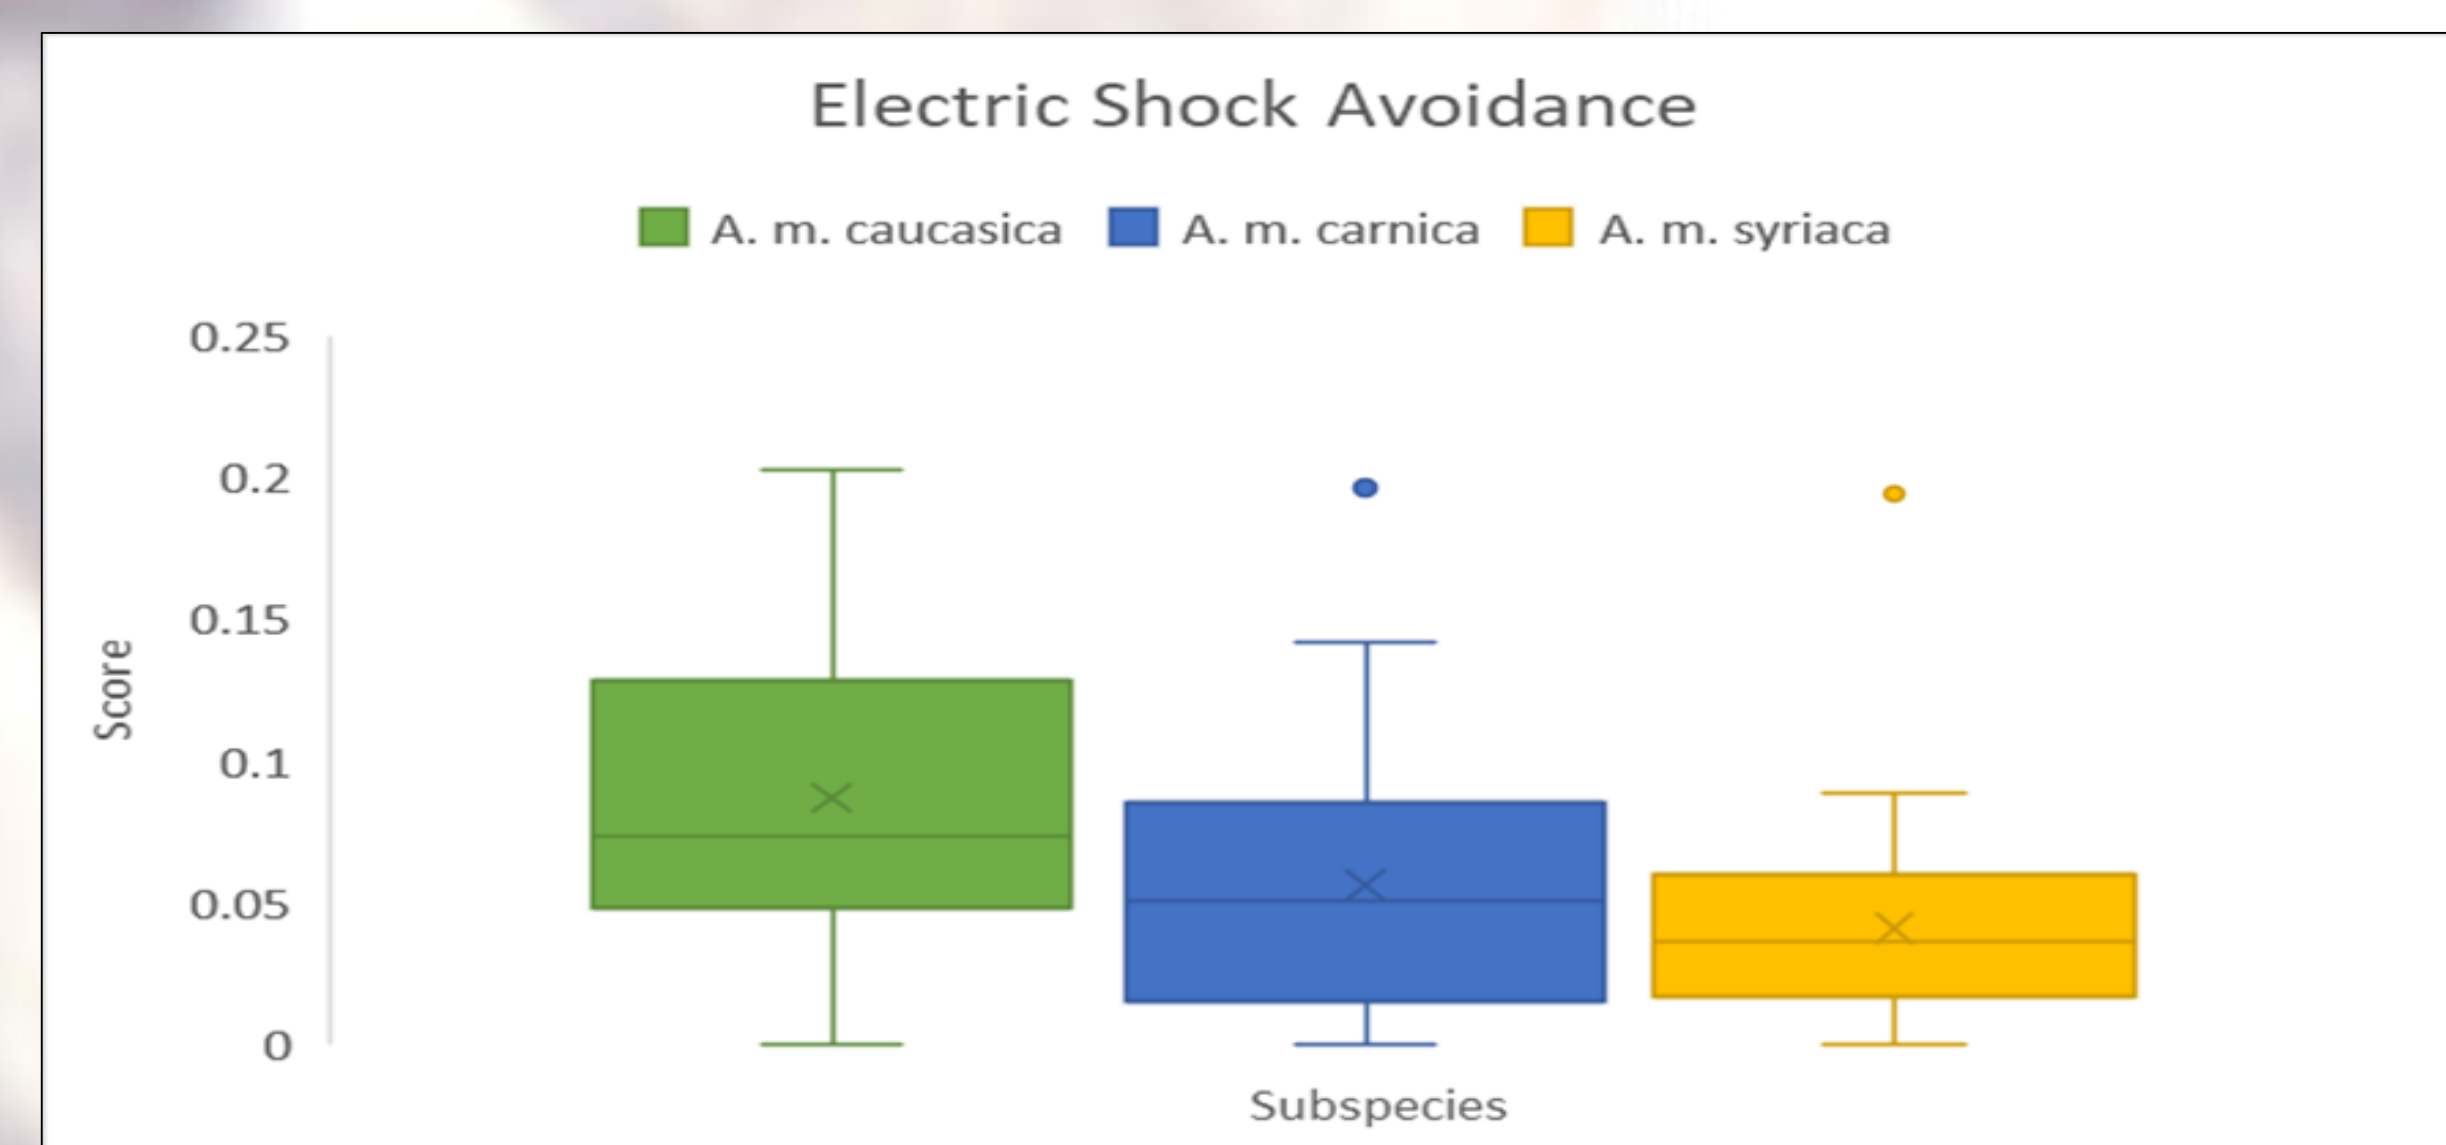 Electric Shock Avoidance
A. m. caucasica A. m. carnica A. m. syriaca
0.25
0.2
0.15
0.1
0.05
0
Score
Subspecies